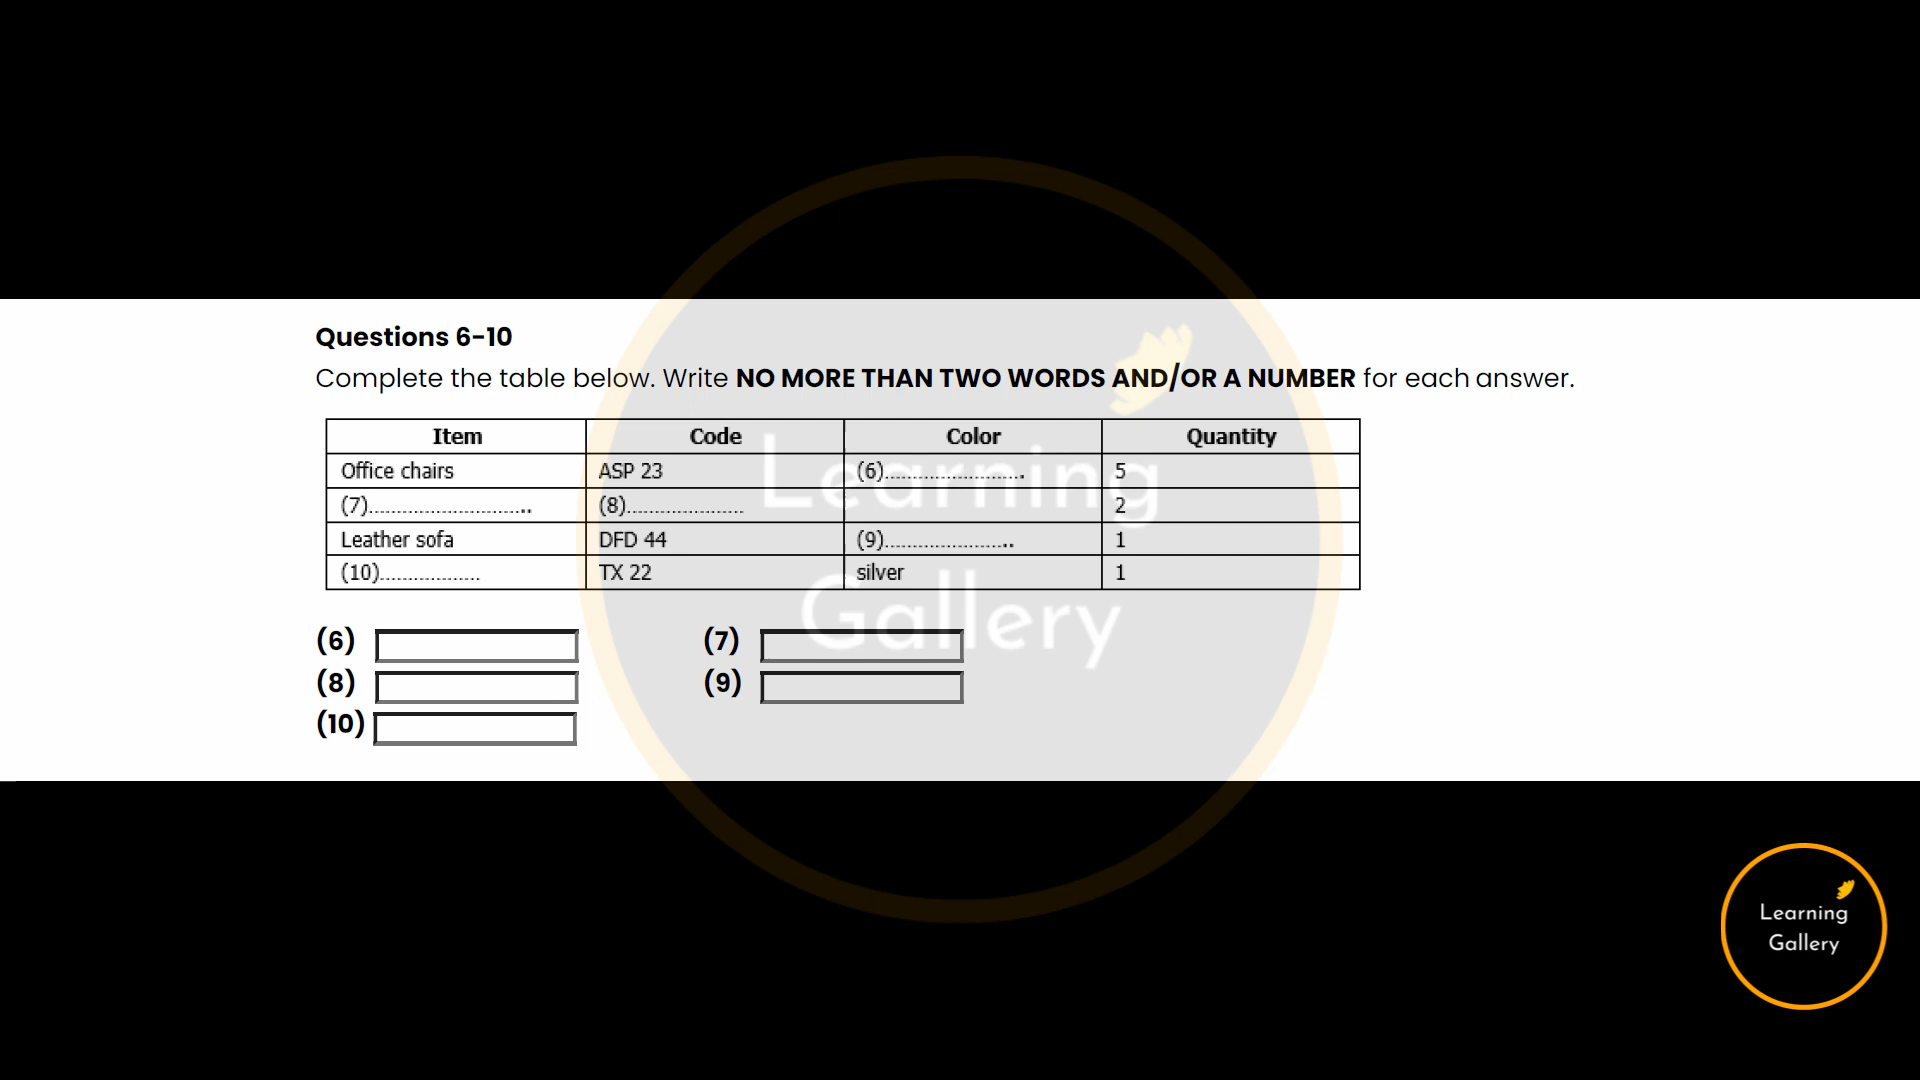 Questions 6-10
Complete the table below. Write NO MORE THAN TWO WORDS AND/OR A NUMBER for each answer.
Item Code Color Quantity
Office chairs ASP 23 (6).......................... 5
(7).............................. (8)..................... 2
Leather sofa DFD 44 (9)........................ 1
(10).................. TX 22 silver 1
(6) (7)
(8) (9)
(10)
Learning
Gallery
Learning
Gallery